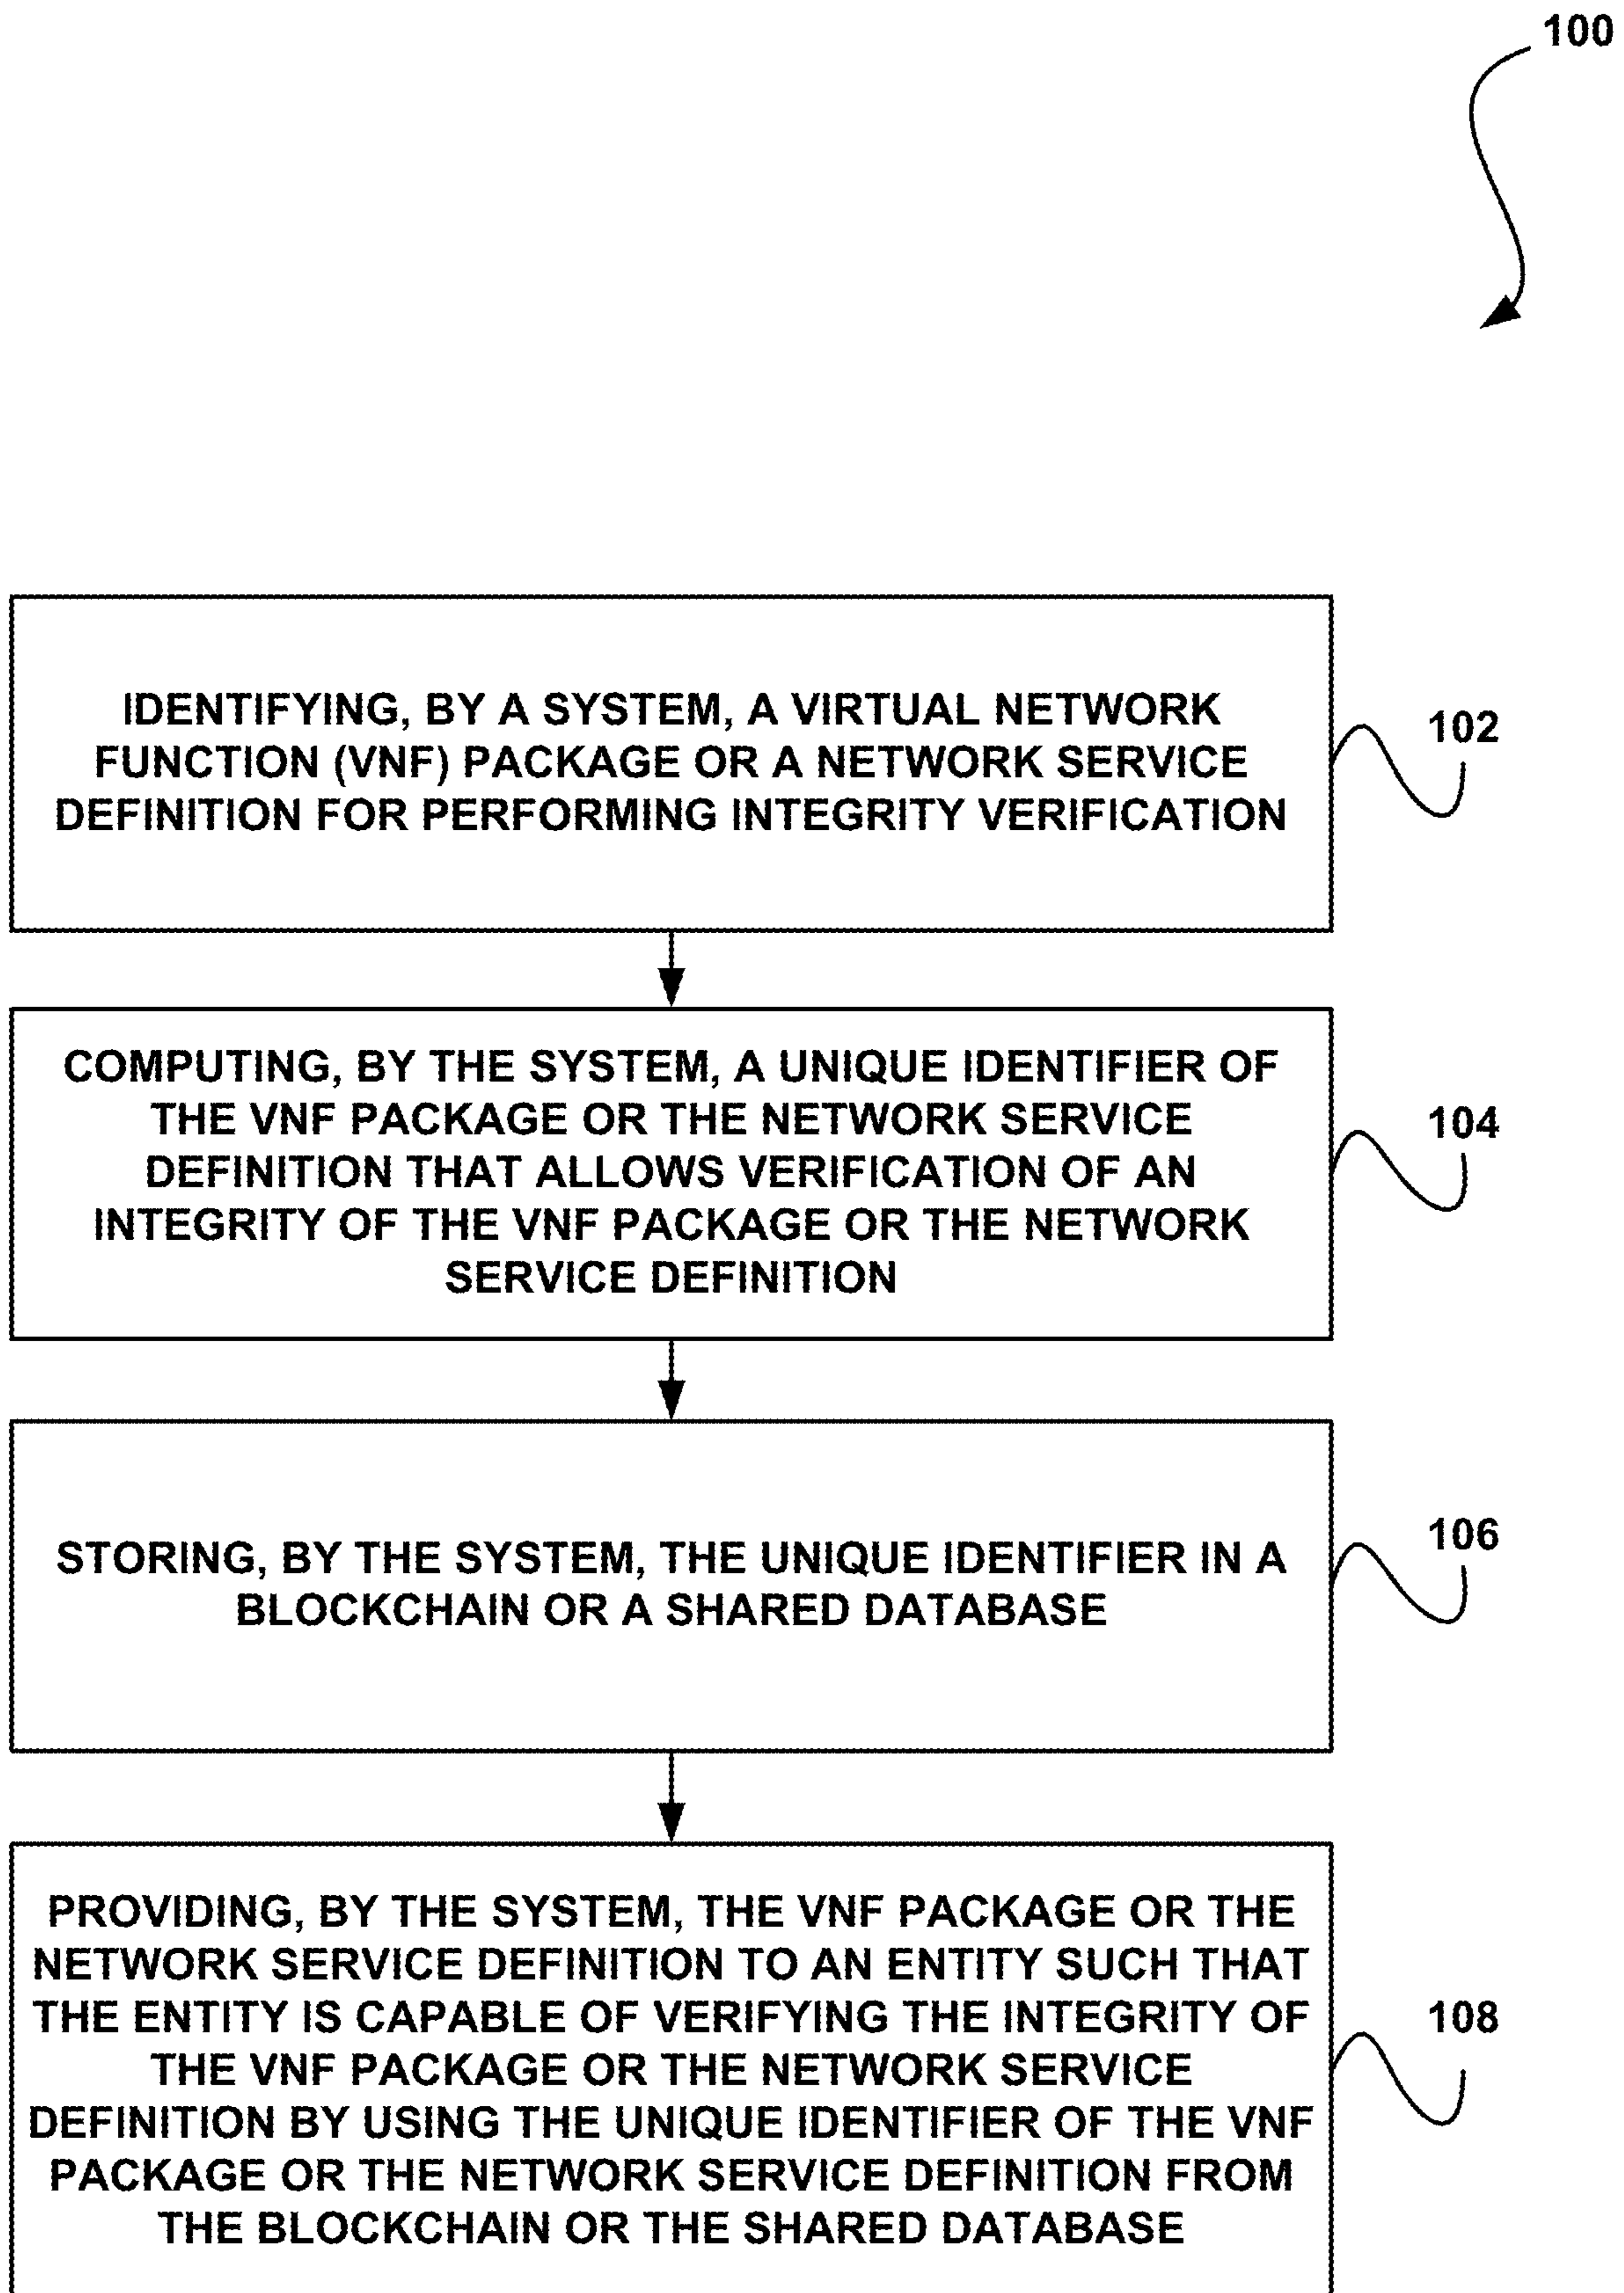 100
IDENTIFYING, BY A SYSTEM, A VIRTUAL NETWORK
FUNCTION (VNF) PACKAGE OR A NETWORK SERVICE
DEFINITION FOR PERFORMING INTEGRITY VERIFICATION
102
COMPUTING, BY THE SYSTEM, A UNIQUE IDENTIFIER OF
THE VNF PACKAGE OR THE NETWORK SERVICE
DEFINITION THAT ALLOWS VERIFICATION OF AN
INTEGRITY OF THE VNF PACKAGE OR THE NETWORK
SERVICE DEFINITION
104
STORING, BY THE SYSTEM, THE UNIQUE IDENTIFIER IN A
BLOCKCHAIN OR A SHARED DATABASE
106
PROVIDING, BY THE SYSTEM, THE VNF PACKAGE OR THE
NETWORK SERVICE DEFINITION TO AN ENTITY SUCH THAT
THE ENTITY IS CAPABLE OF VERIFYING THE INTEGRITY OF
THE VNF PACKAGE OR THE NETWORK SERVICE
DEFINITION BY USING THE UNIQUE IDENTIFIER OF THE VNF
PACKAGE OR THE NETWORK SERVICE DEFINITION FROM
THE BLOCKCHAIN OR THE SHARED DATABASE
108